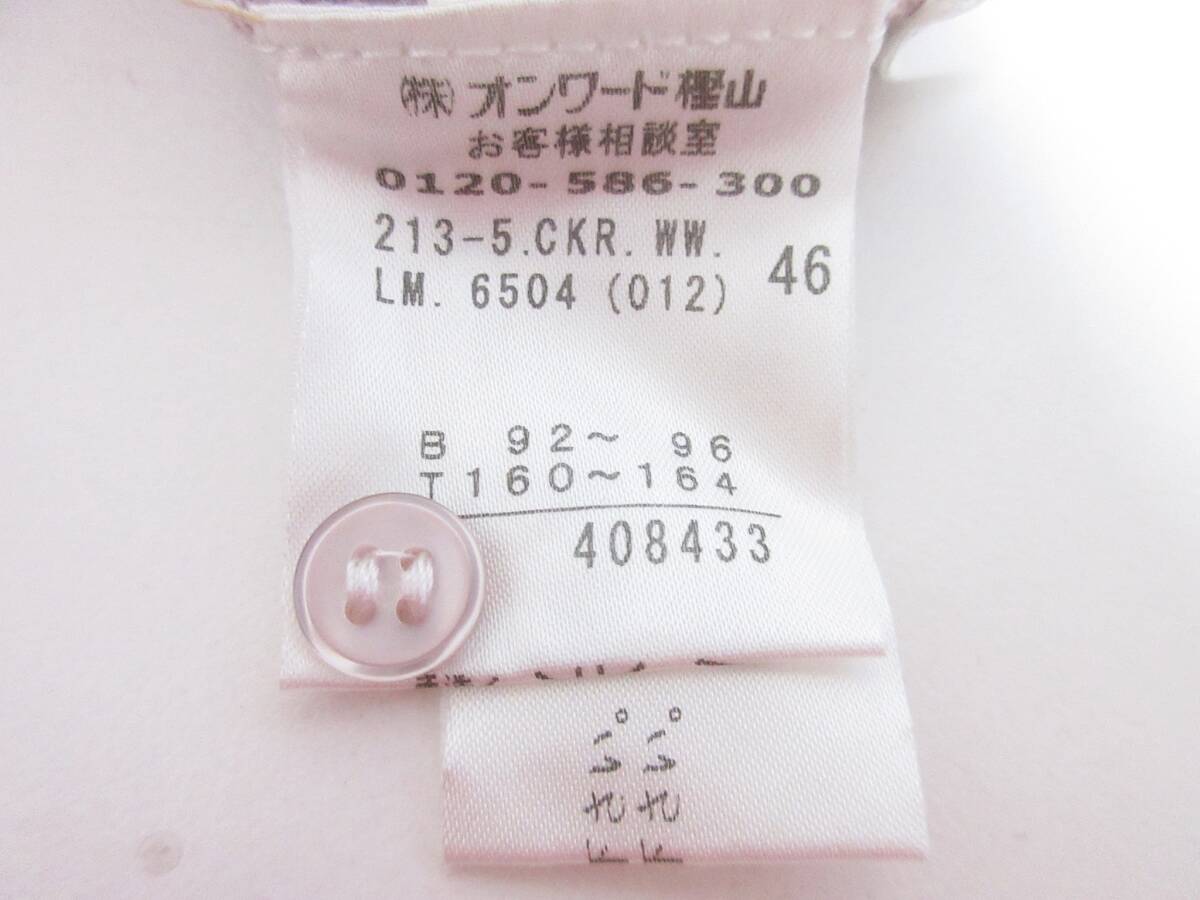 ㈱オンワード樫山
お客様相談室
0120-586-300
213-5.CKR.WW.
LM. 6504 (012) 46
B 92〜 96
T 160〜164
408433